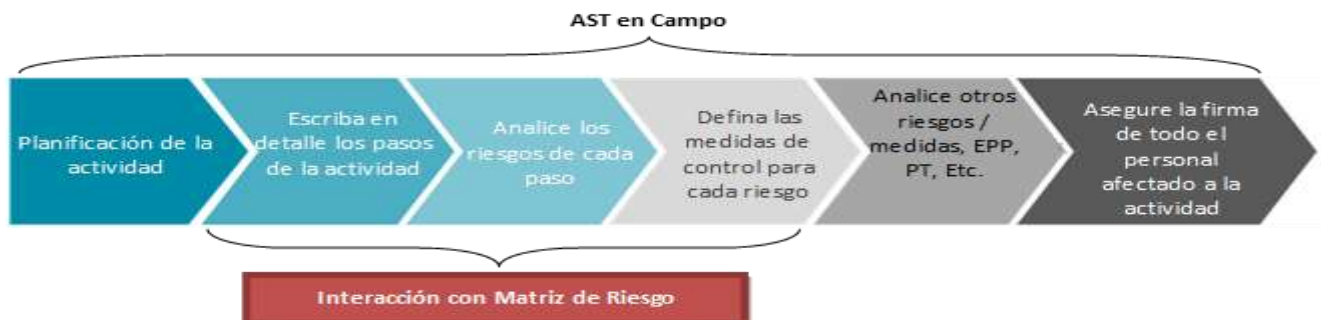 AST en Campo
Planificación de la
actividad
Escriba en
detalle los pasos
de la actividad
Analice los
riesgos de cada
paso
Defina las
medidas de
control para
cada riesgo
Analice otros
riesgos /
medidas, EPP,
PT, Etc.
Asegure la firma
de todo el
personal
afectado a la
actividad
Interacción con Matriz de Riesgo